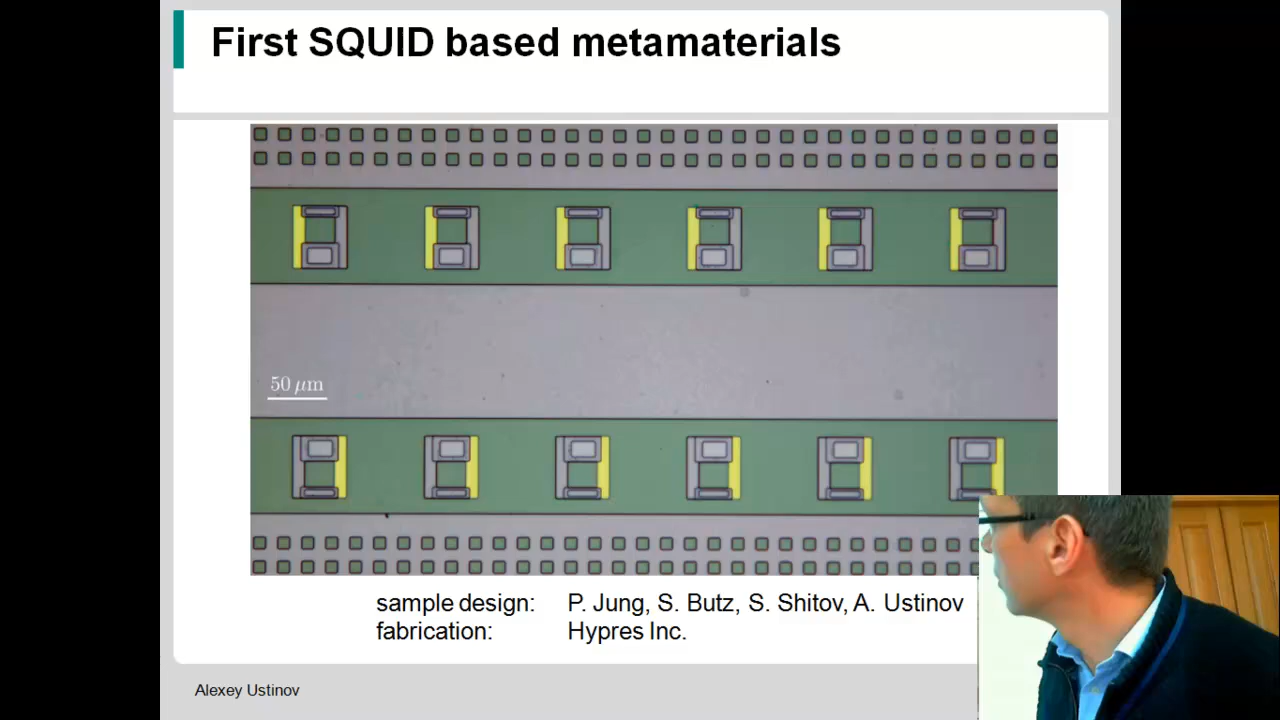 First SQUID based metamaterials
50 μm
sample design: P. Jung, S. Butz, S. Shitov, A. Ustinov
fabrication: Hypres Inc.
Alexey Ustinov